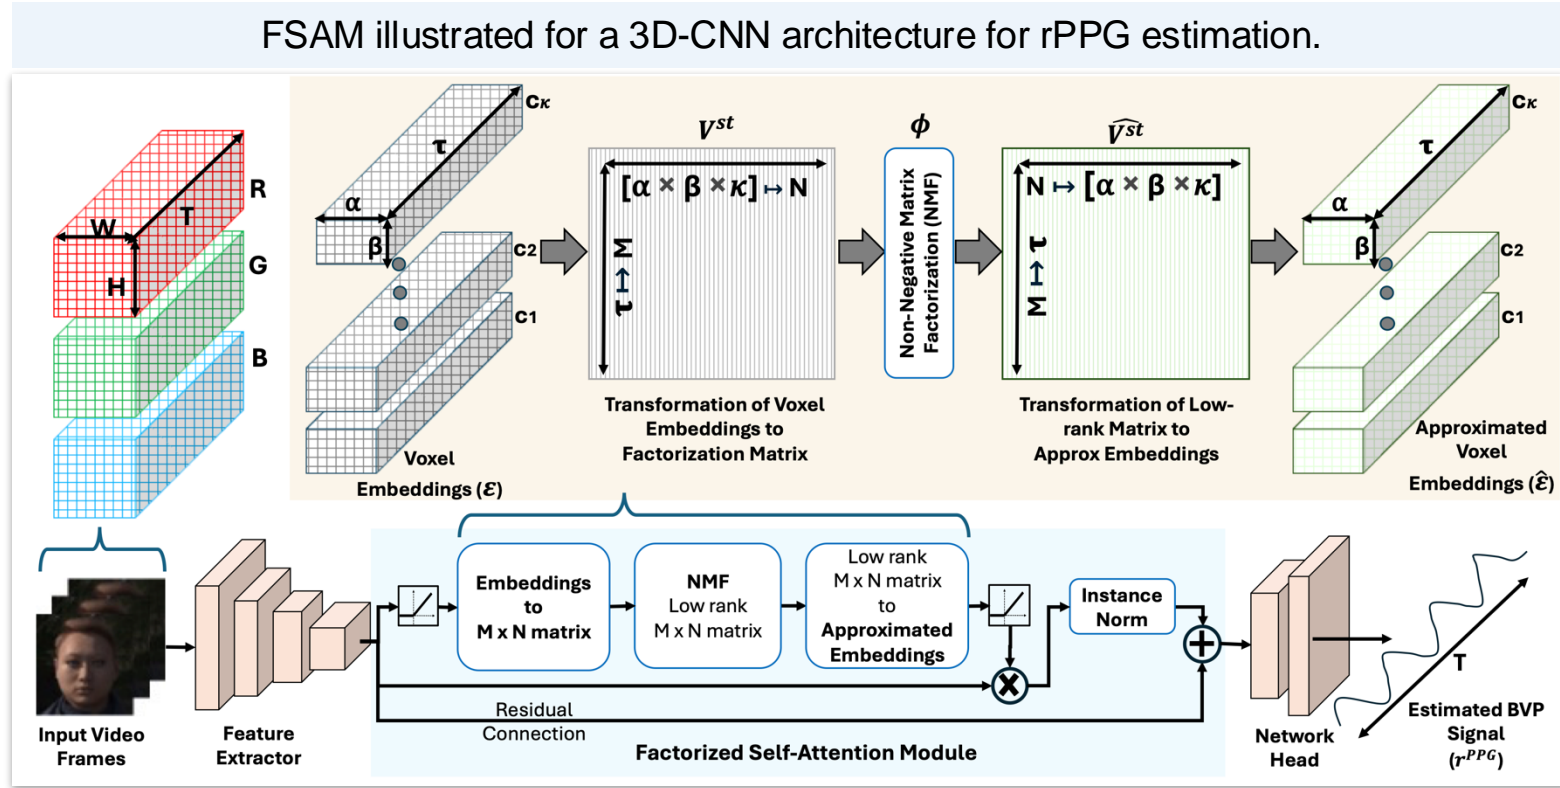 FSAM illustrated for a 3D-CNN architecture for rPPG estimation.
R
G
B
W
T
H
Cκ
τ
α
β
C2
C1
Voxel
Embeddings (ℰ)
V^{st}
[α × β × κ] ↦ N
τ ↦ M
Transformation of Voxel
Embeddings to
Factorization Matrix
ϕ
Non-Negative Matrix
Factorization (NMF)
\widehat{V^{st}}
N ↦ [α × β × κ]
M ↦ τ
Transformation of Low-
rank Matrix to
Approx Embeddings
Cκ
τ
α
β
C2
C1
Approximated
Voxel
Embeddings (ℰ̂)
Input Video
Frames
Feature
Extractor
Embeddings
to
M x N matrix
NMF
Low rank
M x N matrix
Low rank
M x N matrix
to
Approximated
Embeddings
×
Instance
Norm
+
Residual
Connection
Factorized Self-Attention Module
Network
Head
T
Estimated BVP
Signal
(r^{PPG})